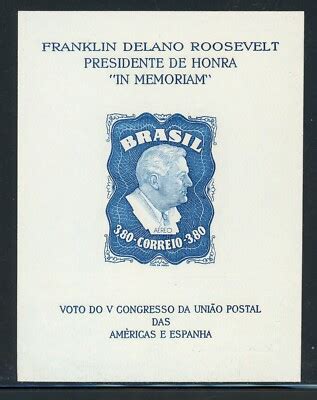 FRANKLIN DELANO ROOSEVELT
PRESIDENTE DE HONRA
"IN MEMORIAM"
BRASIL
AÉREO
3,80-CORREIO-3,80
VOTO DO V CONGRESSO DA UNIÃO POSTAL
DAS
AMÉRICAS E ESPANHA